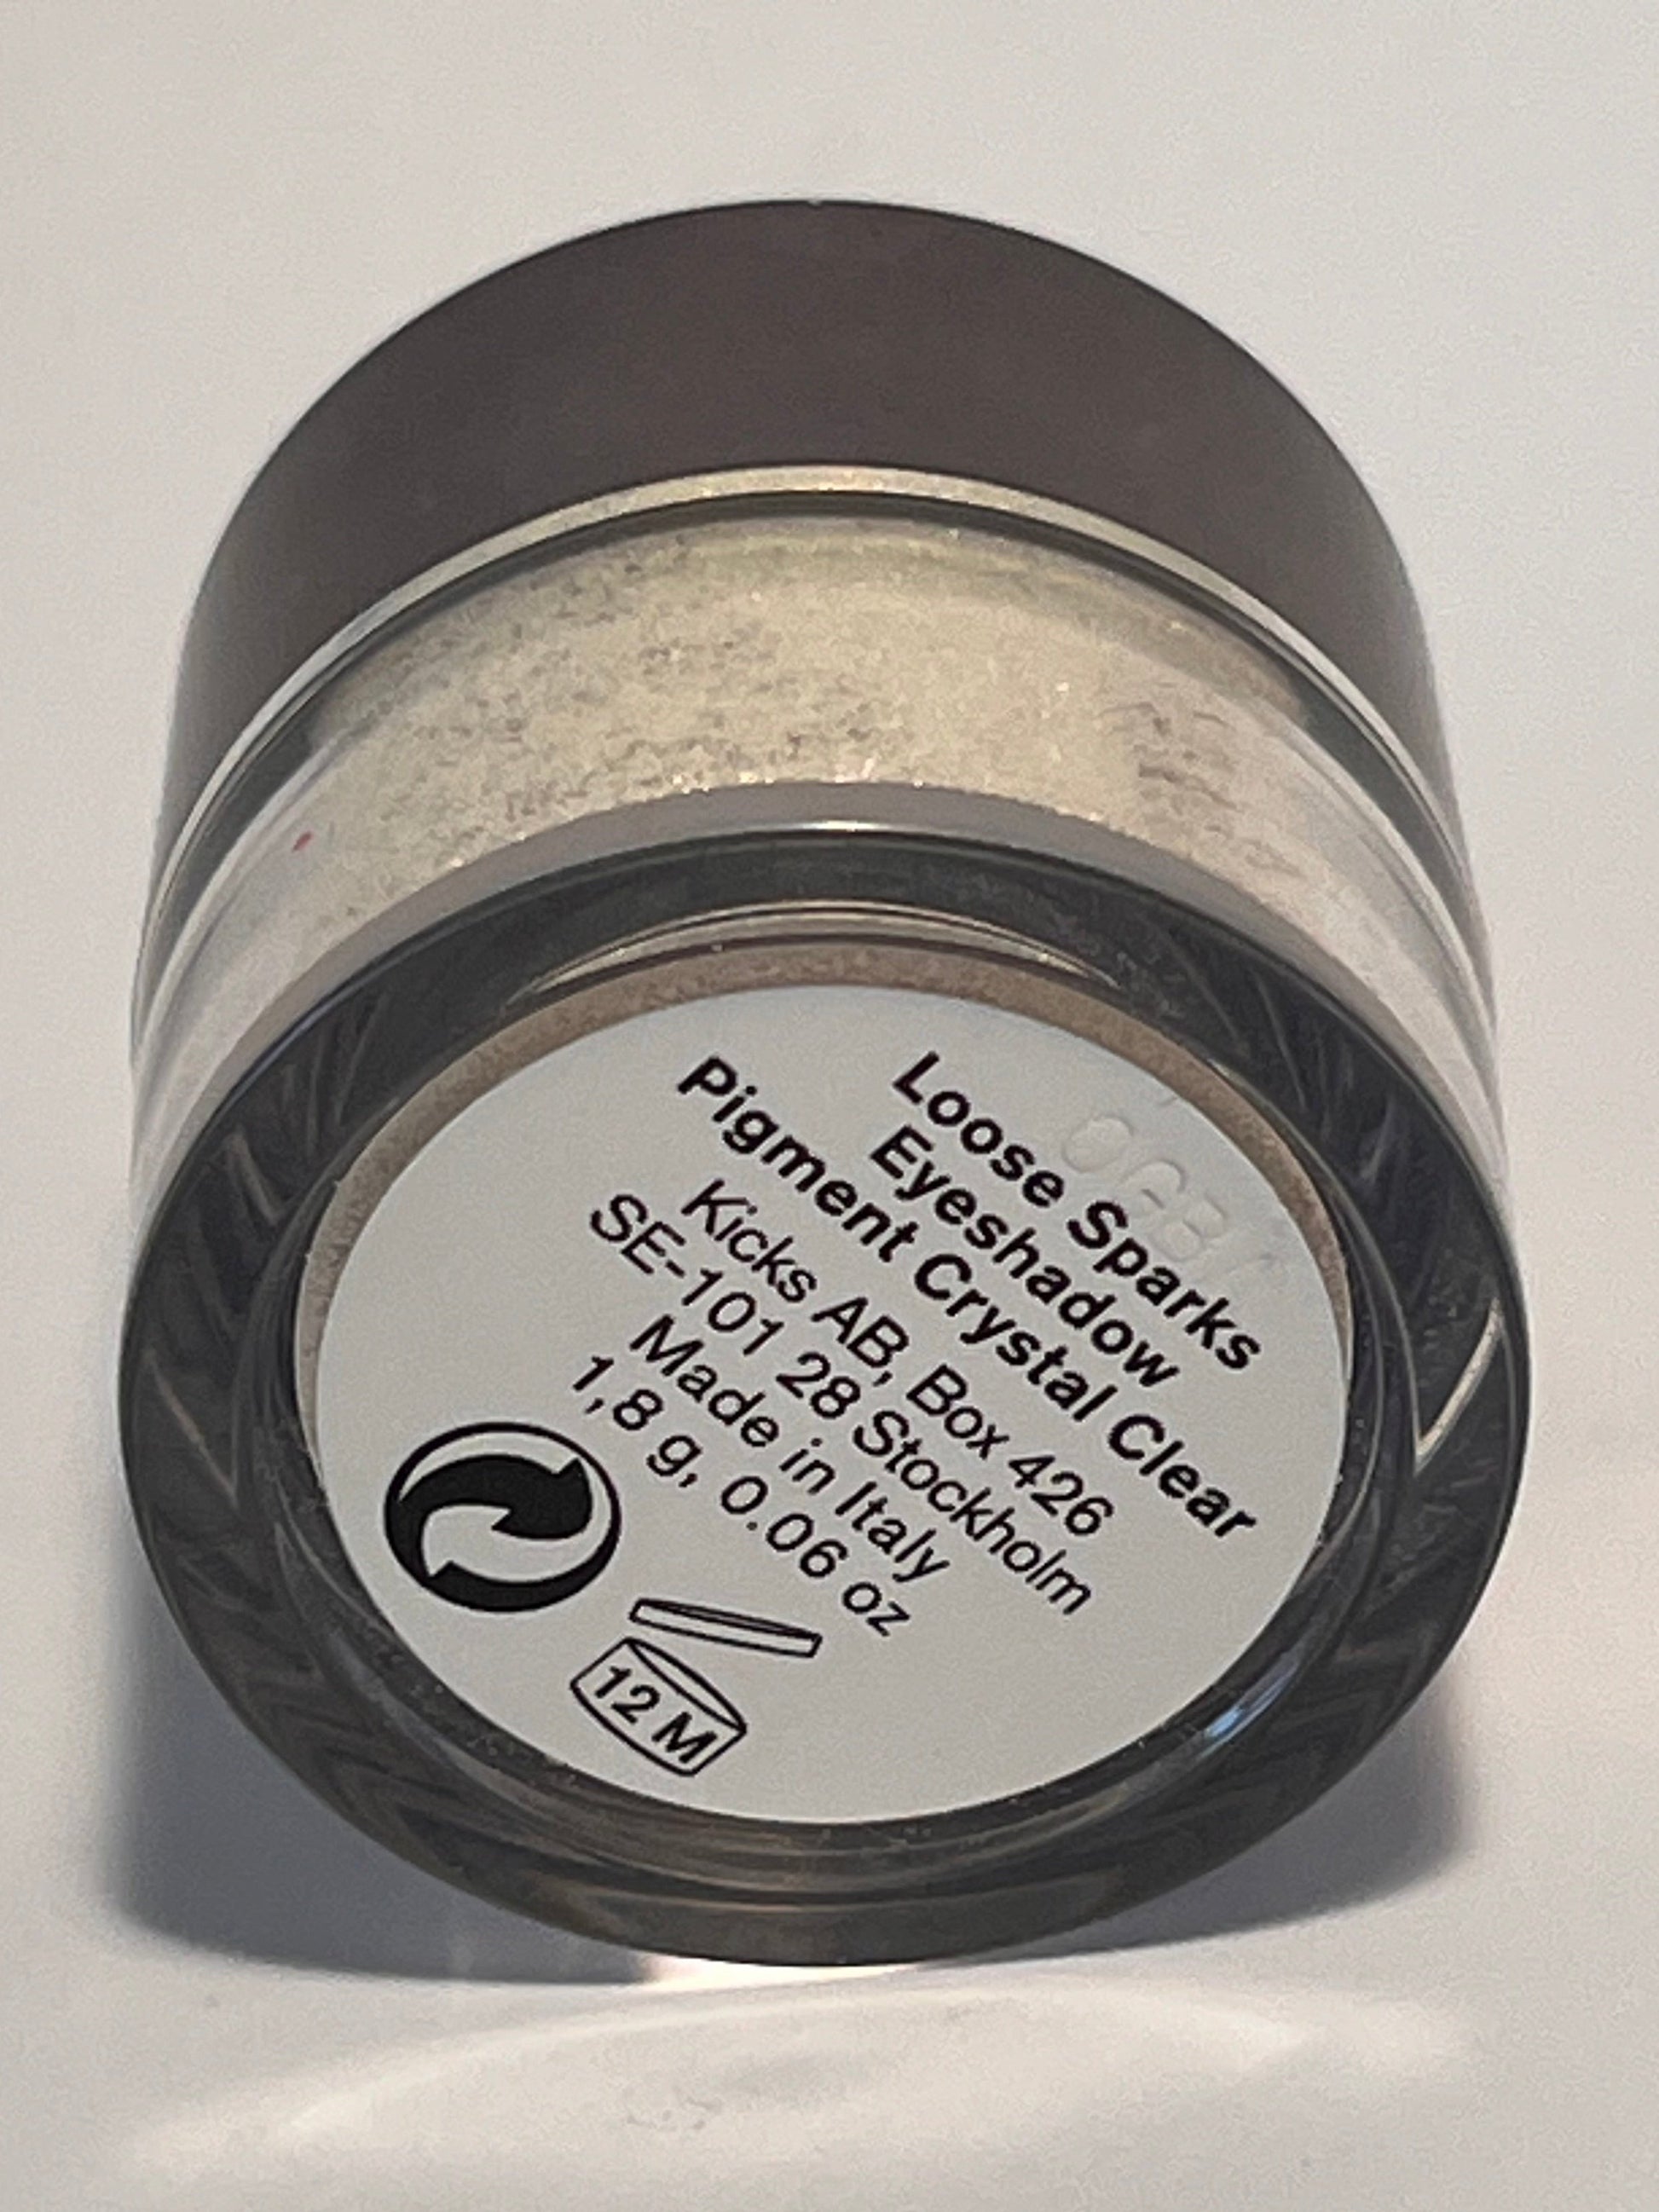 Loose Sparks
Eyeshadow
Pigment Crystal Clear
Kicks AB, Box 426
SE-101 28 Stockholm
Made in Italy
1,8 g, 0.06 oz
12 M